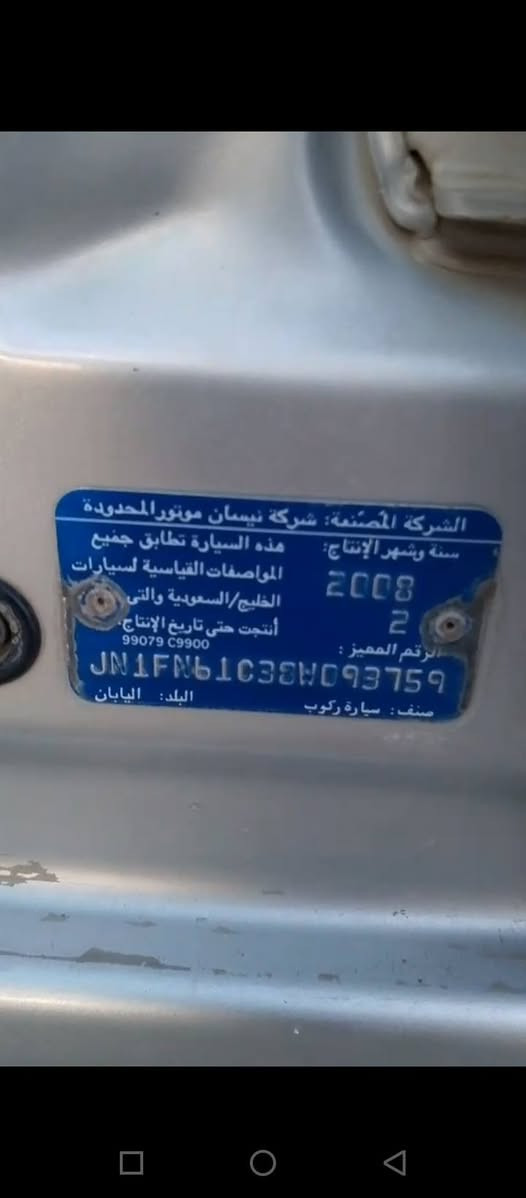 الشركة المصنعة: شركة نيسان موتور المحدودة
سنة وشهر الإنتاج:
2008
2
هذه السيارة تطابق جميع
المواصفات القياسية لسيارات
الخليج/السعودية والتى
أنتجت حتى تاريخ الإنتاج.
99079 C9900
الرقم المميز :
JN1FN61C38W093759
صنف: سيارة ركوب
البلد: اليابان